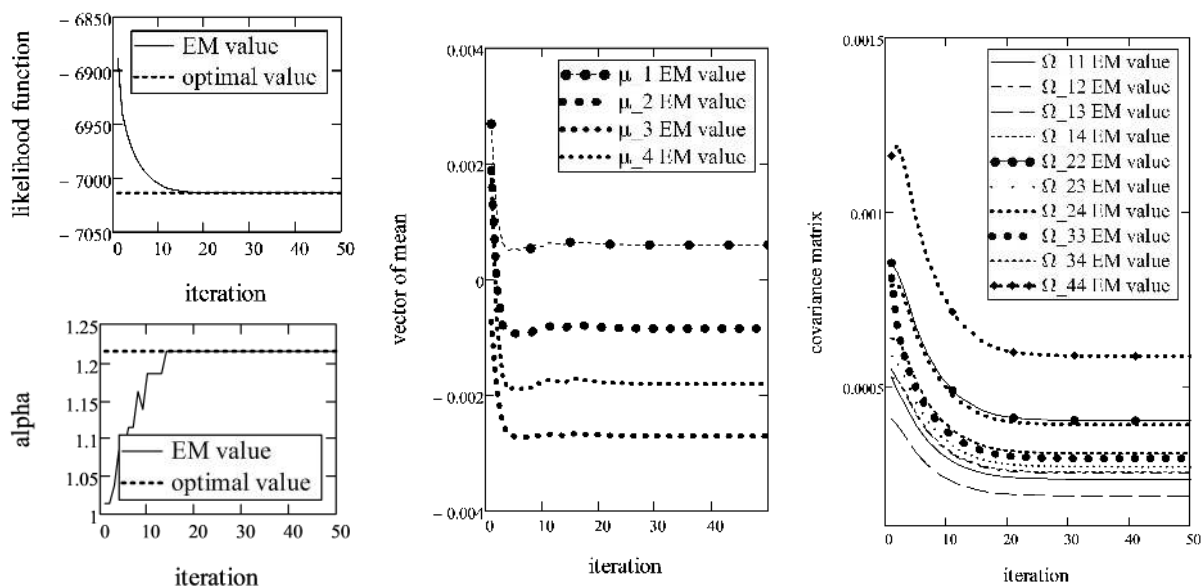 − 6850
− 6900
− 6950
− 7000
− 7050
0 10 20 30 40 50
EM value
optimal value
likelihood function
iteration
1.25
1.2
1.15
1.10
1.05
1
0 10 20 30 40 50
EM value
optimal value
alpha
iteration
0.004
0.002
0
− 0.002
− 0.004
0 10 20 30 40
μ_1 EM value
μ_2 EM value
μ_3 EM value
μ_4 EM value
vector of mean
iteration
0.0015
0.001
0.0005
0 10 20 30 40 50
Ω_11 EM value
Ω_12 EM value
Ω_13 EM value
Ω_14 EM value
Ω_22 EM value
Ω_23 EM value
Ω_24 EM value
Ω_33 EM value
Ω_34 EM value
Ω_44 EM value
covariance matrix
iteration